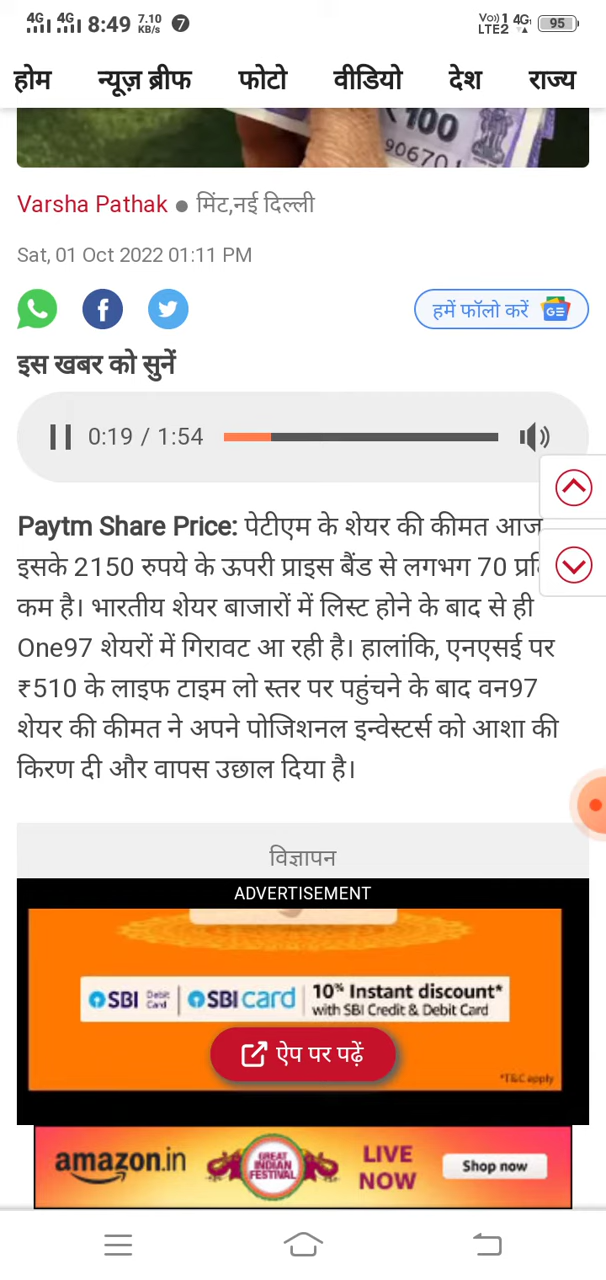 4G 4G 8:49 7.10 KB/s 7 Vo)) 1 LTE2 4G 95
होम न्यूज़ ब्रीफ फोटो वीडियो देश राज्य
100
90670
Varsha Pathak ● मिंट,नई दिल्ली
Sat, 01 Oct 2022 01:11 PM
हमें फॉलो करें GE
इस खबर को सुनें
0:19 / 1:54
Paytm Share Price: पेटीएम के शेयर की कीमत आज
इसके 2150 रुपये के ऊपरी प्राइस बैंड से लगभग 70
कम है। भारतीय शेयर बाजारों में लिस्ट होने के बाद से ही
One97 शेयरों में गिरावट आ रही है। हालांकि, एनएसई पर
₹510 के लाइफ टाइम लो स्तर पर पहुंचने के बाद वन97
शेयर की कीमत ने अपने पोजिशनल इन्वेस्टर्स को आशा की
किरण दी और वापस उछाल दिया है।
विज्ञापन
ADVERTISEMENT
SBI Debit Card SBI card 10% Instant discount*
with SBI Credit & Debit Card
ऐप पर पढ़ें
*T&C apply
amazon.in GREAT INDIAN FESTIVAL LIVE NOW Shop now